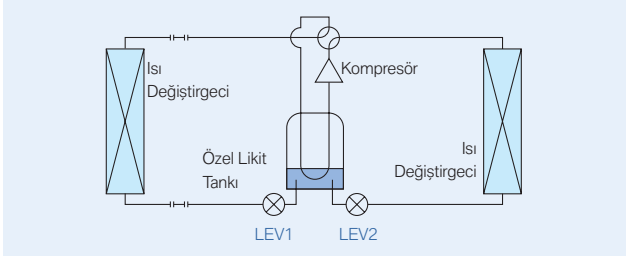 Isı
Değiştirgeci
Kompresör
Özel Likit
Tankı
Isı
Değiştirgeci
LEV1
LEV2